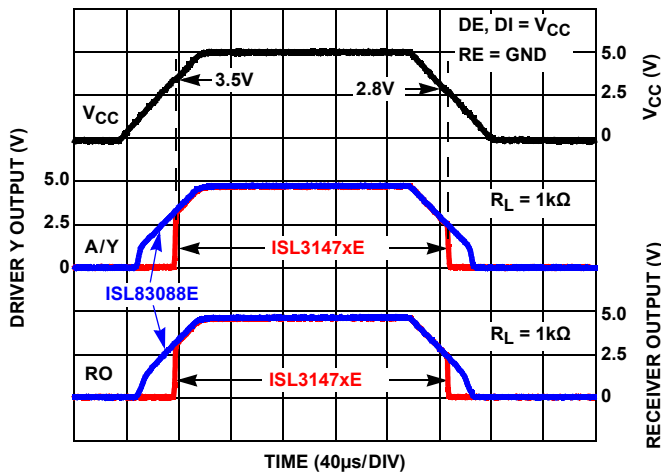 DE, DI = VCC
RE = GND
5.0
3.5V
2.8V
2.5
VCC
0
VCC (V)
5.0
RL = 1kΩ
2.5
A/Y
ISL3147xE
0
DRIVER Y OUTPUT (V)
ISL83088E
5.0
RL = 1kΩ
2.5
RO
ISL3147xE
0
RECEIVER OUTPUT (V)
TIME (40µs/DIV)